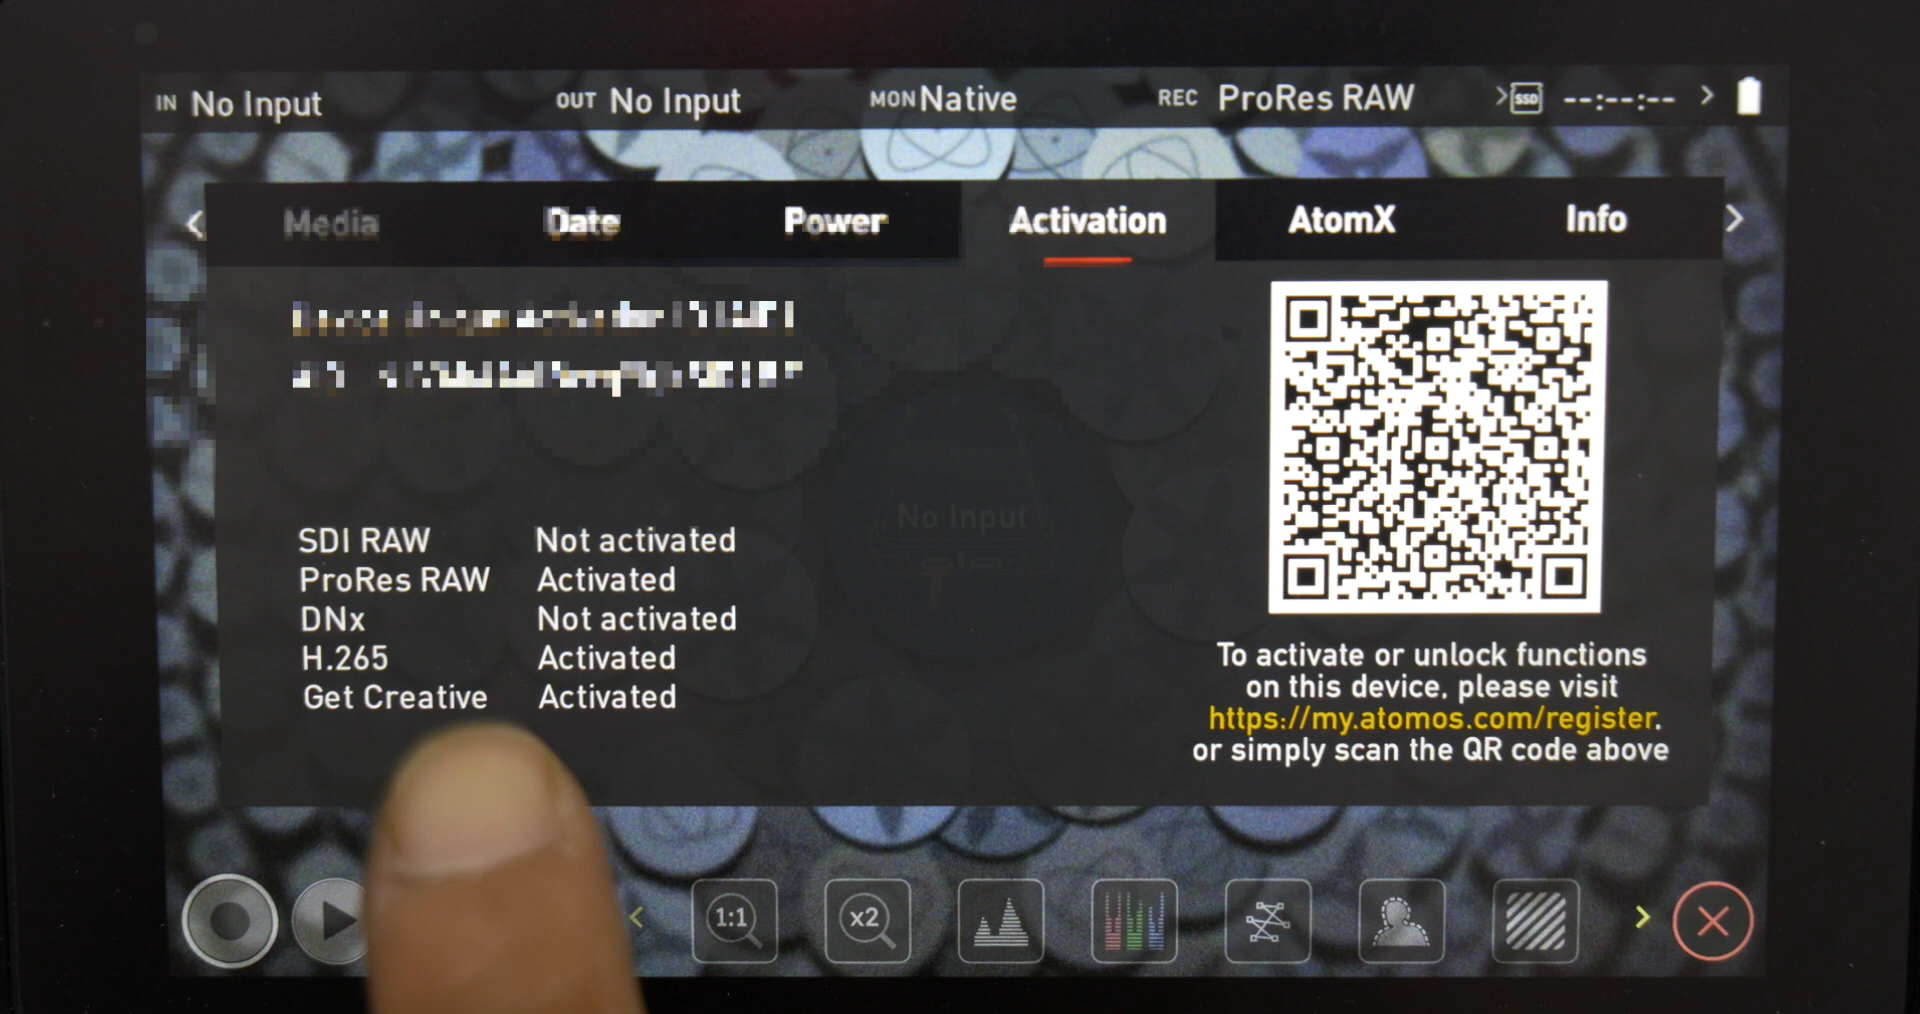 IN No Input OUT No Input MON Native REC ProRes RAW SSD --:--:--
Media Date Power Activation AtomX Info
No Input
SDI RAW Not activated
ProRes RAW Activated
DNx Not activated
H.265 Activated
Get Creative Activated
To activate or unlock functions
on this device, please visit
https://my.atomos.com/register.
or simply scan the QR code above
1:1 x2